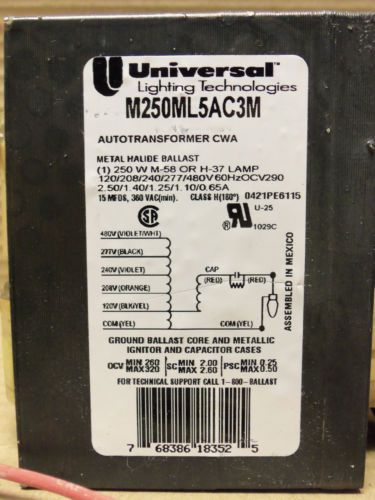 Universal
Lighting Technologies
M250ML5AC3M
AUTOTRANSFORMER CWA
METAL HALIDE BALLAST
(1) 250 W M-58 OR H-37 LAMP
120/208/240/277/480V 60HzOCV290
2.50/1.40/1.25/1.10/0.65A
15 MFDS, 360 VAC(min). CLASS H(180°) 0421PE6115
U-25
1029C
480V (VIOLET/WHT)
277V (BLACK)
240V (VIOLET)
208V (ORANGE)
120V (BLK/YEL)
COM (YEL)
CAP
(RED)
(RED)
COM (YEL)
ASSEMBLED IN MEXICO
GROUND BALLAST CORE AND METALLIC
IGNITOR AND CAPACITOR CASES
OCV MIN 260 MAX320 SC MIN 2.00 MAX 2.60 PSC MIN 0.25 MAX 0.50
FOR TECHNICAL SUPPORT CALL 1-800-BALLAST
7 68386 18352 5